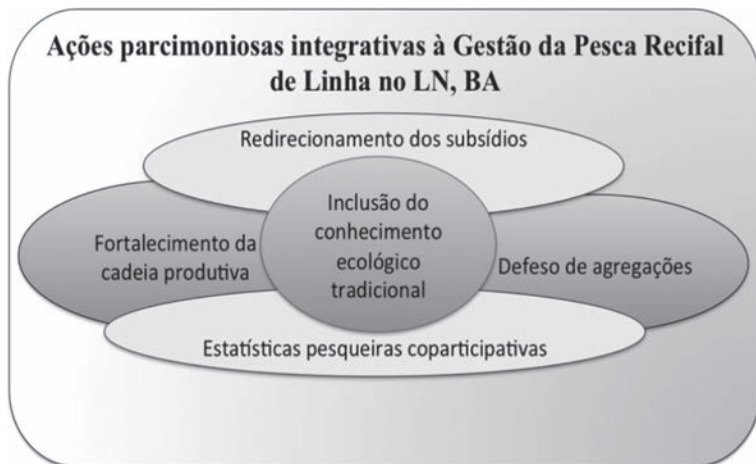 Ações parcimoniosas integrativas à Gestão da Pesca Recifal
de Linha no LN, BA
Redirecionamento dos subsídios
Inclusão do
conhecimento
ecológico
tradicional
Fortalecimento da
cadeia produtiva
Defeso de agregações
Estatísticas pesqueiras coparticipativas